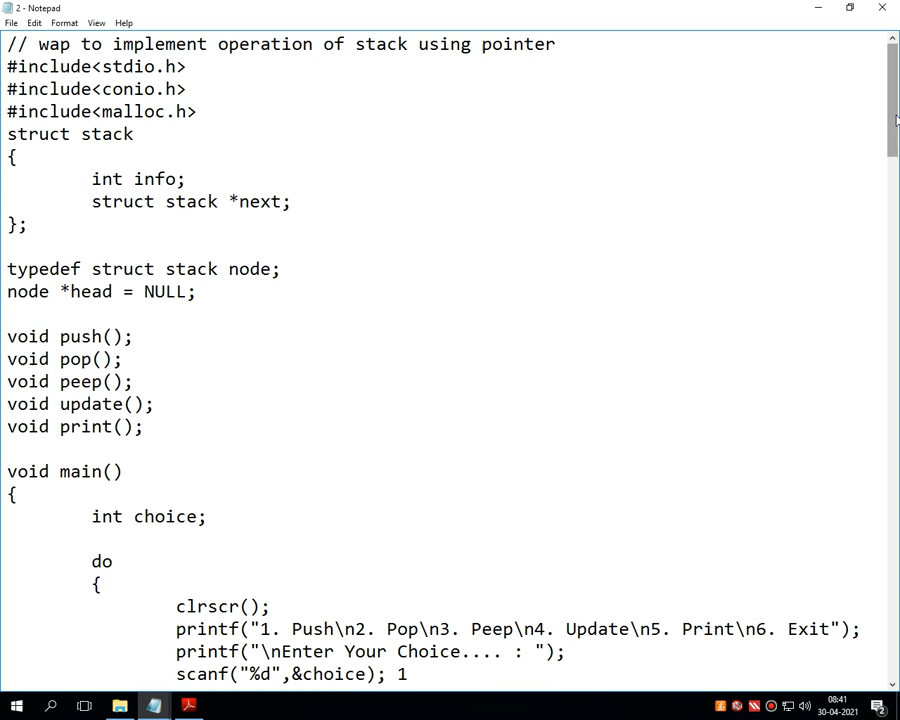 2 - Notepad
File Edit Format View Help
// wap to implement operation of stack using pointer
#include<stdio.h>
#include<conio.h>
#include<malloc.h>
struct stack
{
int info;
struct stack *next;
};
typedef struct stack node;
node *head = NULL;
void push();
void pop();
void peep();
void update();
void print();
void main()
{
int choice;
do
{
clrscr();
printf("1. Push\n2. Pop\n3. Peep\n4. Update\n5. Print\n6. Exit");
printf("\nEnter Your Choice.... : ");
scanf("%d",&choice); 1
08:41
30-04-2021
2